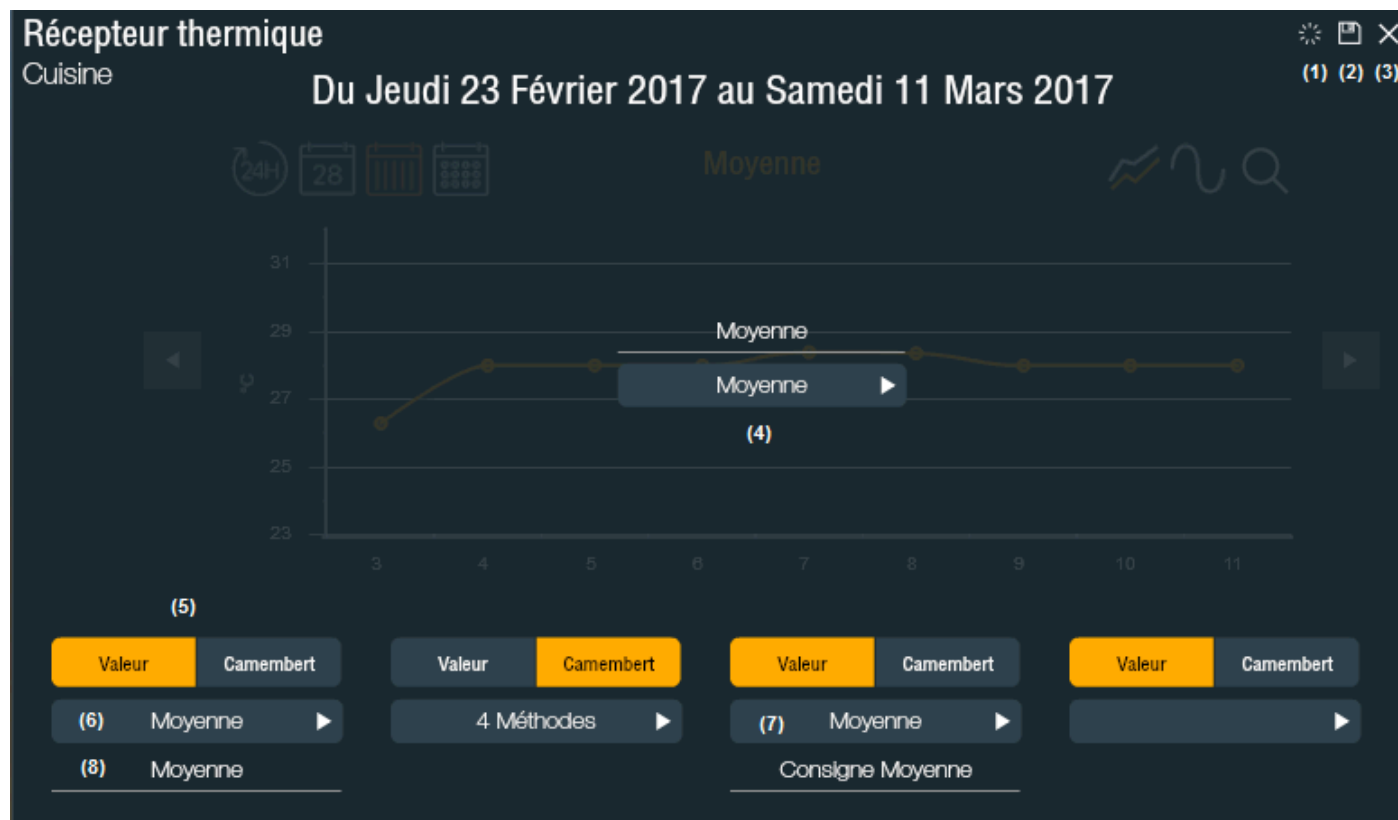 Récepteur thermique
Cuisine
(1) (2) (3)
Du Jeudi 23 Février 2017 au Samedi 11 Mars 2017
24H 28 Moyenne
31
29
Moyenne
°C
27
Moyenne
(4)
25
23
3 4 5 6 7 8 9 10 11
(5)
Valeur Camembert Valeur Camembert Valeur Camembert Valeur Camembert
(6) Moyenne 4 Méthodes (7) Moyenne
(8) Moyenne Consigne Moyenne